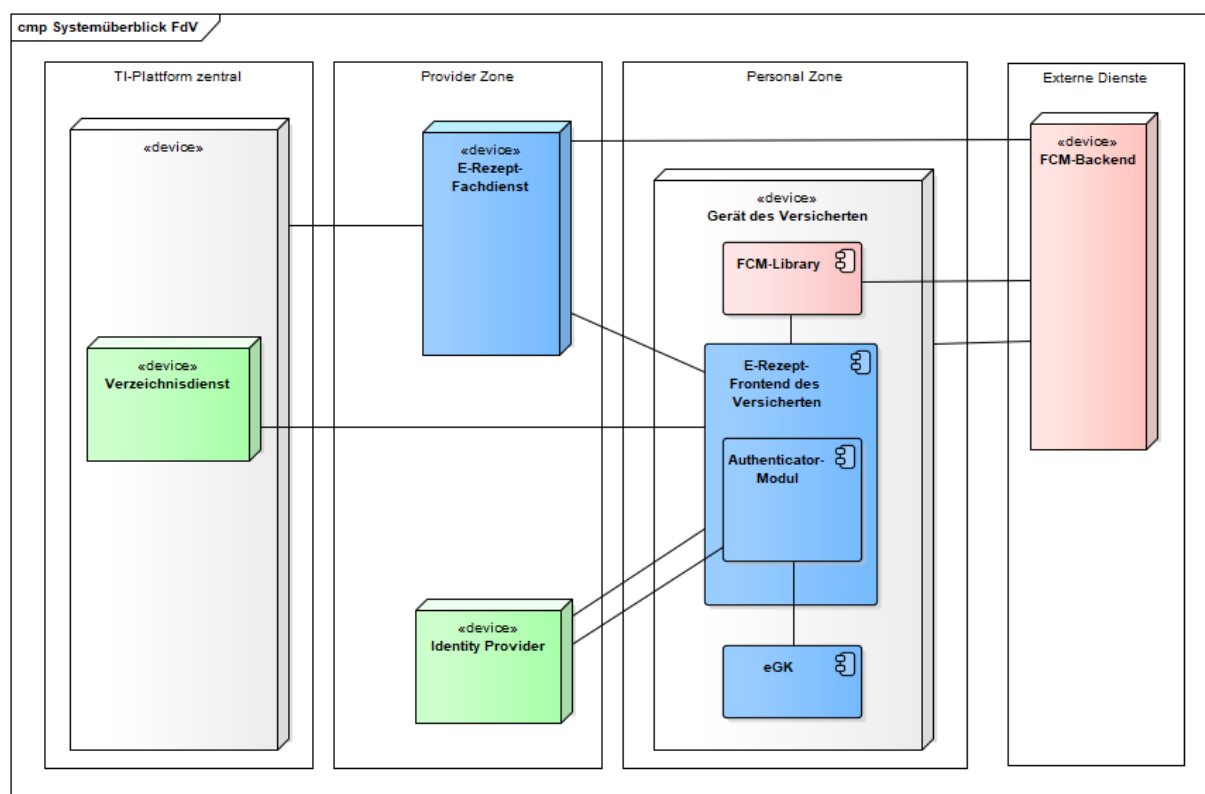 cmp Systemüberblick FdV
TI-Plattform zentral
«device»
«device»
Verzeichnisdienst
Provider Zone
«device»
E-Rezept-
Fachdienst
«device»
Identity Provider
Personal Zone
«device»
Gerät des Versicherten
FCM-Library
E-Rezept-
Frontend des
Versicherten
Authenticator-
Modul
eGK
Externe Dienste
«device»
FCM-Backend